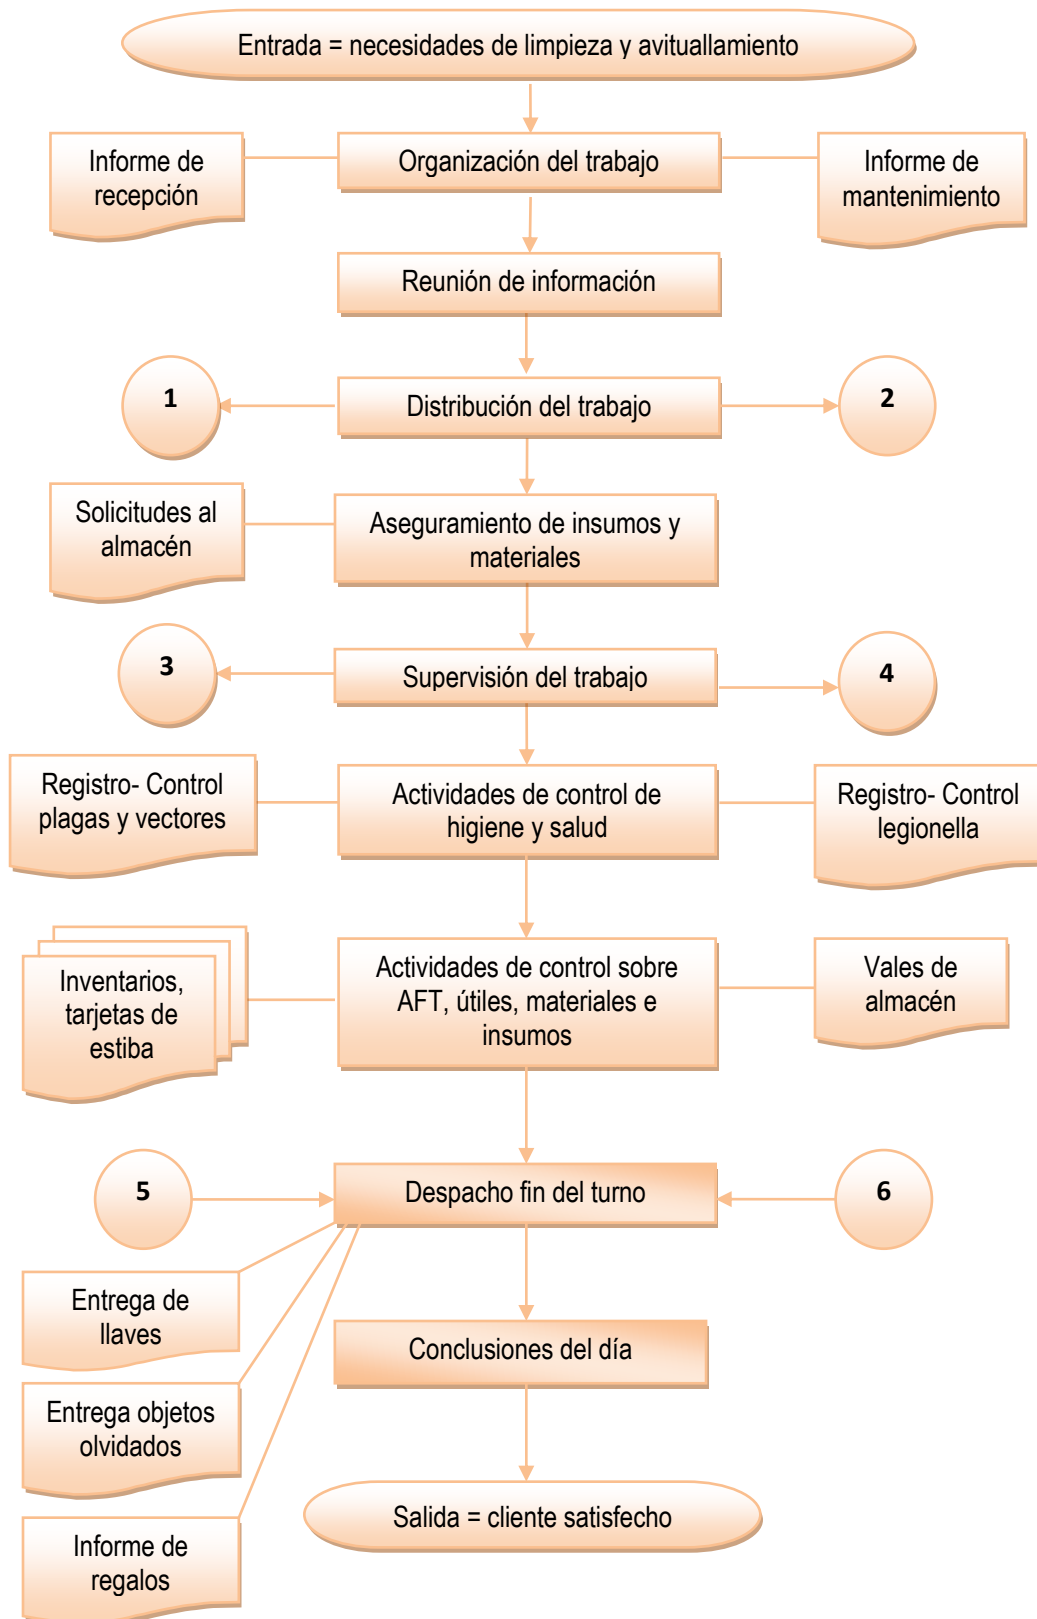 Entrada = necesidades de limpieza y avituallamiento
Informe de
recepción
Organización del trabajo
Informe de
mantenimiento
Reunión de información
1
Distribución del trabajo
2
Solicitudes al
almacén
Aseguramiento de insumos y
materiales
3
Supervisión del trabajo
4
Registro- Control
plagas y vectores
Actividades de control de
higiene y salud
Registro- Control
legionella
Inventarios,
tarjetas de
estiba
Actividades de control sobre
AFT, útiles, materiales e
insumos
Vales de
almacén
5
Despacho fin del turno
6
Entrega de
llaves
Conclusiones del día
Entrega objetos
olvidados
Salida = cliente satisfecho
Informe de
regalos